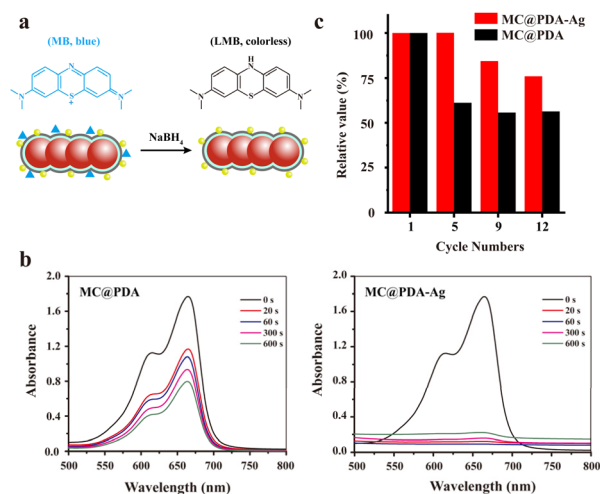 a
(MB, blue)
(LMB, colorless)
N
S
+
N
N
H
N
S
N
N
NaBH4
c
MC@PDA-Ag
MC@PDA
Relative value (%)
100
75
50
25
0
1
5
9
12
Cycle Numbers
b
MC@PDA
0 s
20 s
60 s
300 s
600 s
Absorbance
2.0
1.6
1.2
0.8
0.4
0.0
500
550
600
650
700
750
800
Wavelength (nm)
MC@PDA-Ag
0 s
20 s
60 s
300 s
600 s
Absorbance
2.0
1.6
1.2
0.8
0.4
0.0
500
550
600
650
700
750
800
Wavelength (nm)